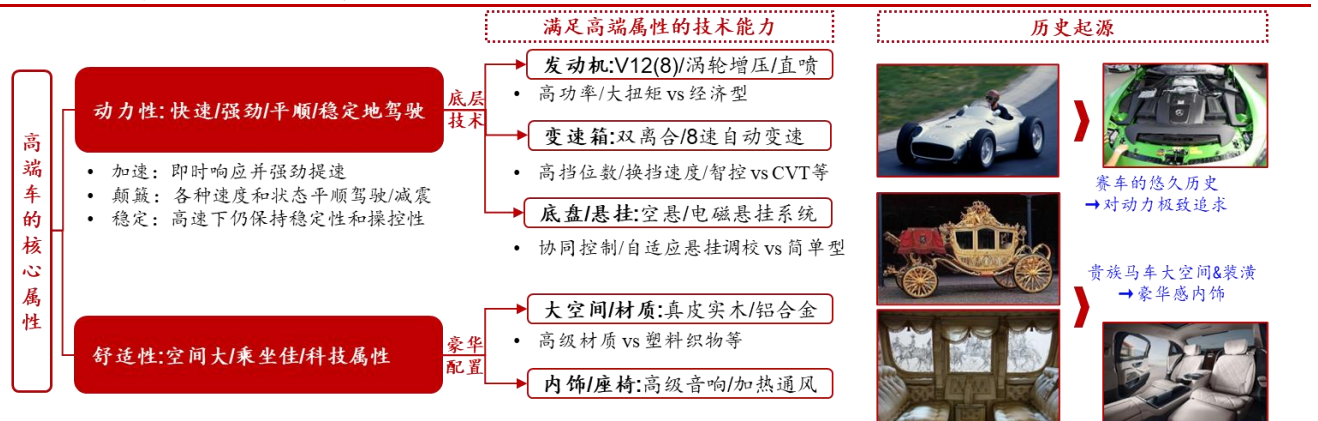 满足高端属性的技术能力
历史起源
高端车的核心属性
动力性:快速/强劲/平顺/稳定地驾驶
• 加速：即时响应并强劲提速
• 颠簸：各种速度和状态平顺驾驶/减震
• 稳定：高速下仍保持稳定性和操控性
底层
技术
发动机:V12(8)/涡轮增压/直喷
• 高功率/大扭矩 vs 经济型
变速箱:双离合/8速自动变速
• 高挡位数/换挡速度/智控 vs CVT等
底盘/悬挂:空悬/电磁悬挂系统
• 协同控制/自适应悬挂调校 vs 简单型
舒适性:空间大/乘坐佳/科技属性
豪华
配置
大空间/材质:真皮实木/铝合金
• 高级材质 vs 塑料织物等
内饰/座椅:高级音响/加热通风
赛车的悠久历史
→对动力极致追求
贵族马车大空间&装潢
→豪华感内饰